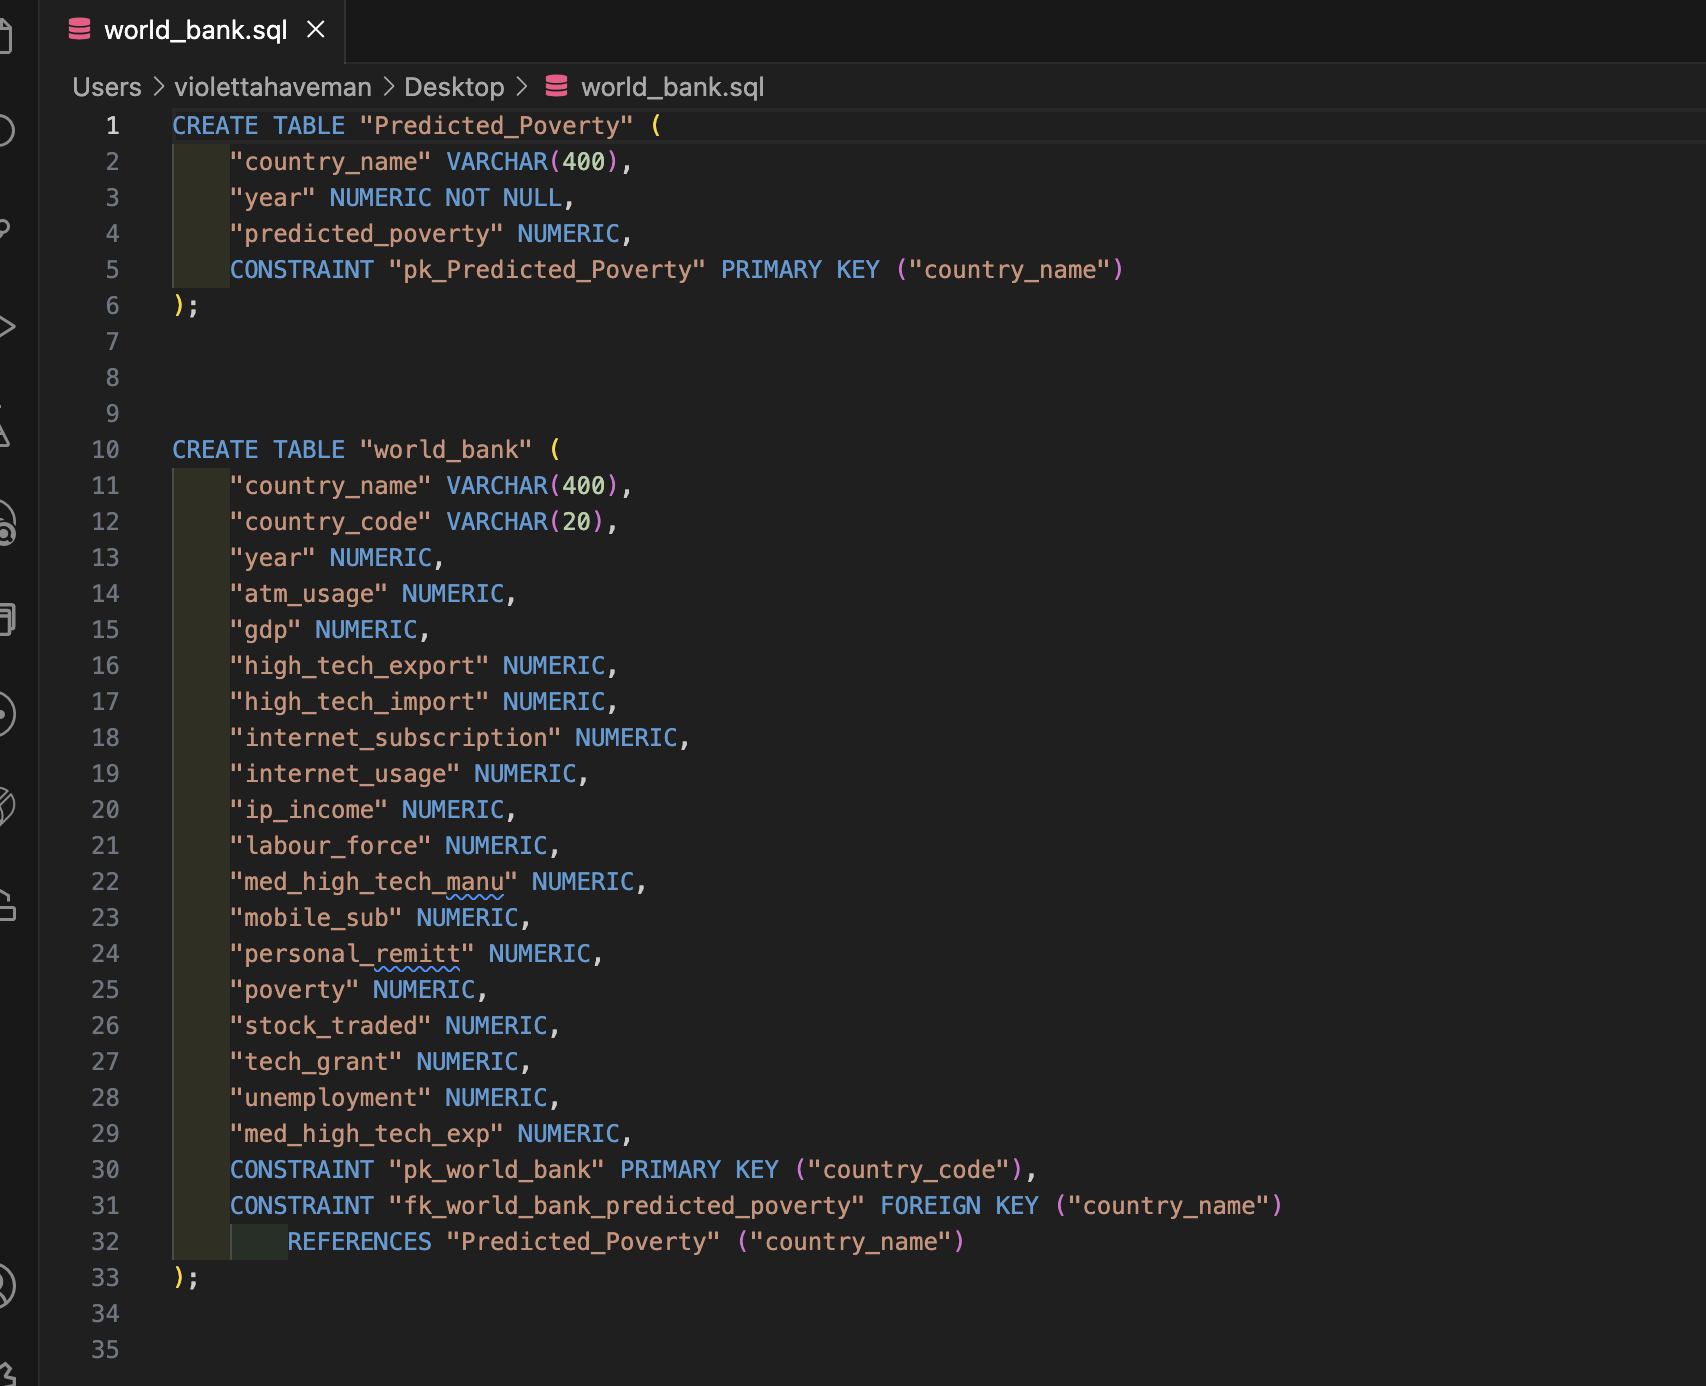 world_bank.sql
Users > violettahaveman > Desktop > world_bank.sql
1 CREATE TABLE "Predicted_Poverty" (
2 "country_name" VARCHAR(400),
3 "year" NUMERIC NOT NULL,
4 "predicted_poverty" NUMERIC,
5 CONSTRAINT "pk_Predicted_Poverty" PRIMARY KEY ("country_name")
6 );
7
8
9
10 CREATE TABLE "world_bank" (
11 "country_name" VARCHAR(400),
12 "country_code" VARCHAR(20),
13 "year" NUMERIC,
14 "atm_usage" NUMERIC,
15 "gdp" NUMERIC,
16 "high_tech_export" NUMERIC,
17 "high_tech_import" NUMERIC,
18 "internet_subscription" NUMERIC,
19 "internet_usage" NUMERIC,
20 "ip_income" NUMERIC,
21 "labour_force" NUMERIC,
22 "med_high_tech_manu" NUMERIC,
23 "mobile_sub" NUMERIC,
24 "personal_remitt" NUMERIC,
25 "poverty" NUMERIC,
26 "stock_traded" NUMERIC,
27 "tech_grant" NUMERIC,
28 "unemployment" NUMERIC,
29 "med_high_tech_exp" NUMERIC,
30 CONSTRAINT "pk_world_bank" PRIMARY KEY ("country_code"),
31 CONSTRAINT "fk_world_bank_predicted_poverty" FOREIGN KEY ("country_name")
32 REFERENCES "Predicted_Poverty" ("country_name")
33 );
34
35